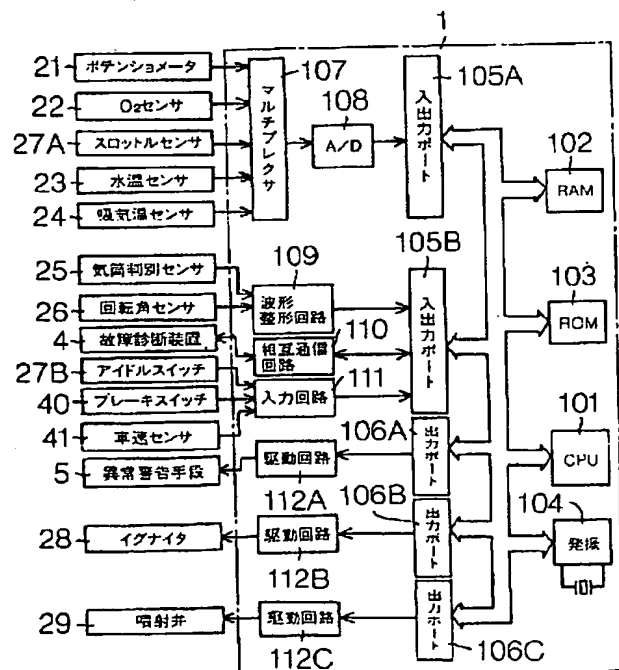 1
21
ポテンショメータ
22
O₂センサ
27A
スロットルセンサ
23
水温センサ
24
吸気温センサ
107
マルチプレクサ
108
A/D
105A
入出力ポート
102
RAM
25
気筒判別センサ
26
回転角センサ
4
故障診断装置
27B
アイドルスイッチ
40
ブレーキスイッチ
41
車速センサ
5
異常警告手段
109
波形
整形回路
110
相互通信
回路
111
入力回路
105B
入出力ポート
103
ROM
106A
出力ポート
駆動回路
112A
101
CPU
28
イグナイタ
駆動回路
112B
106B
出力ポート
104
発振
29
噴射弁
駆動回路
112C
出力ポート
106C